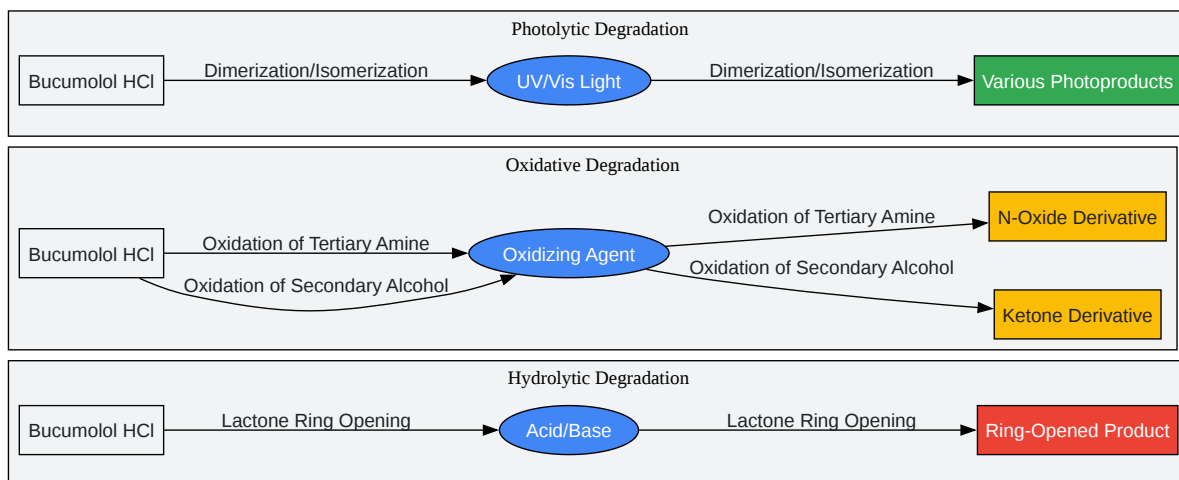 Photolytic Degradation
Bucumolol HCl
Dimerization/Isomerization
UV/Vis Light
Dimerization/Isomerization
Various Photoproducts
Oxidative Degradation
Bucumolol HCl
Oxidation of Tertiary Amine
Oxidation of Secondary Alcohol
Oxidizing Agent
Oxidation of Tertiary Amine
Oxidation of Secondary Alcohol
N-Oxide Derivative
Ketone Derivative
Hydrolytic Degradation
Bucumolol HCl
Lactone Ring Opening
Acid/Base
Lactone Ring Opening
Ring-Opened Product